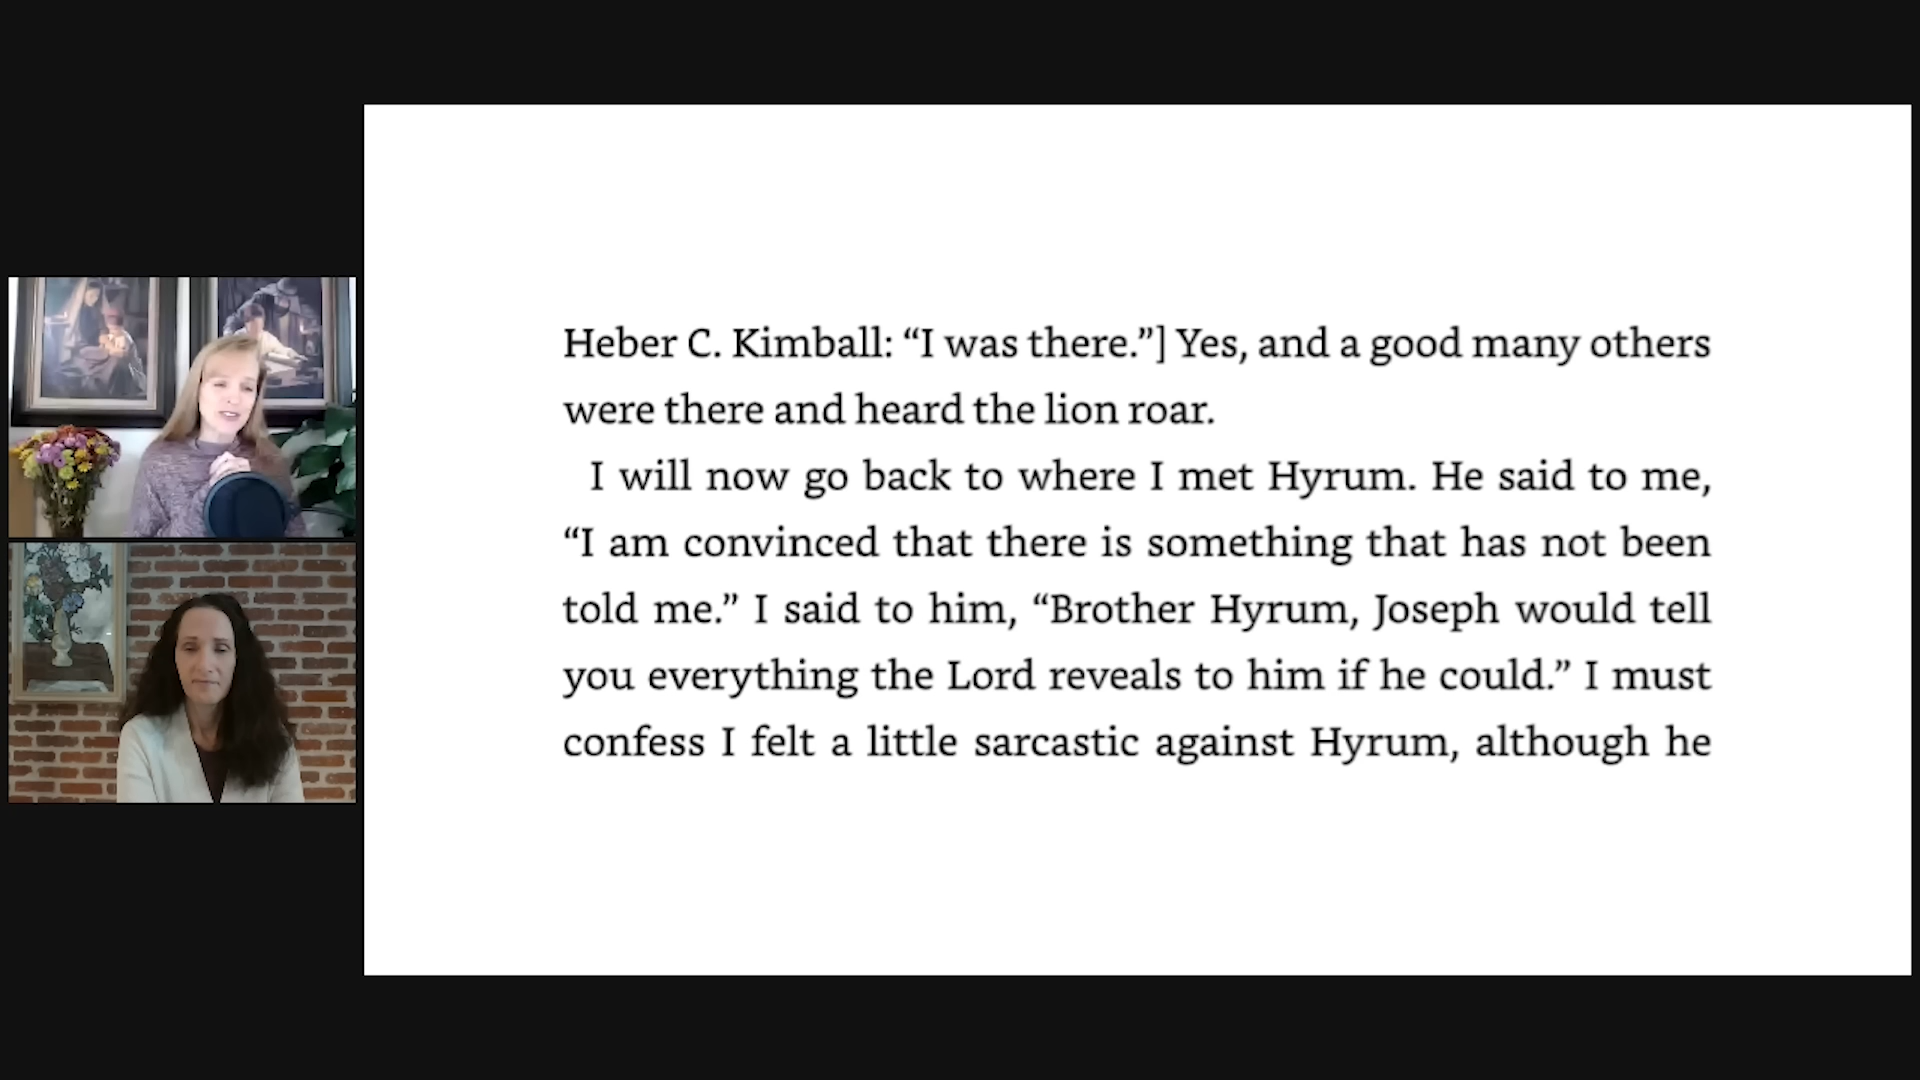 Heber C. Kimball: “I was there.”] Yes, and a good many others
were there and heard the lion roar.
I will now go back to where I met Hyrum. He said to me,
“I am convinced that there is something that has not been
told me.” I said to him, “Brother Hyrum, Joseph would tell
you everything the Lord reveals to him if he could.” I must
confess I felt a little sarcastic against Hyrum, although he